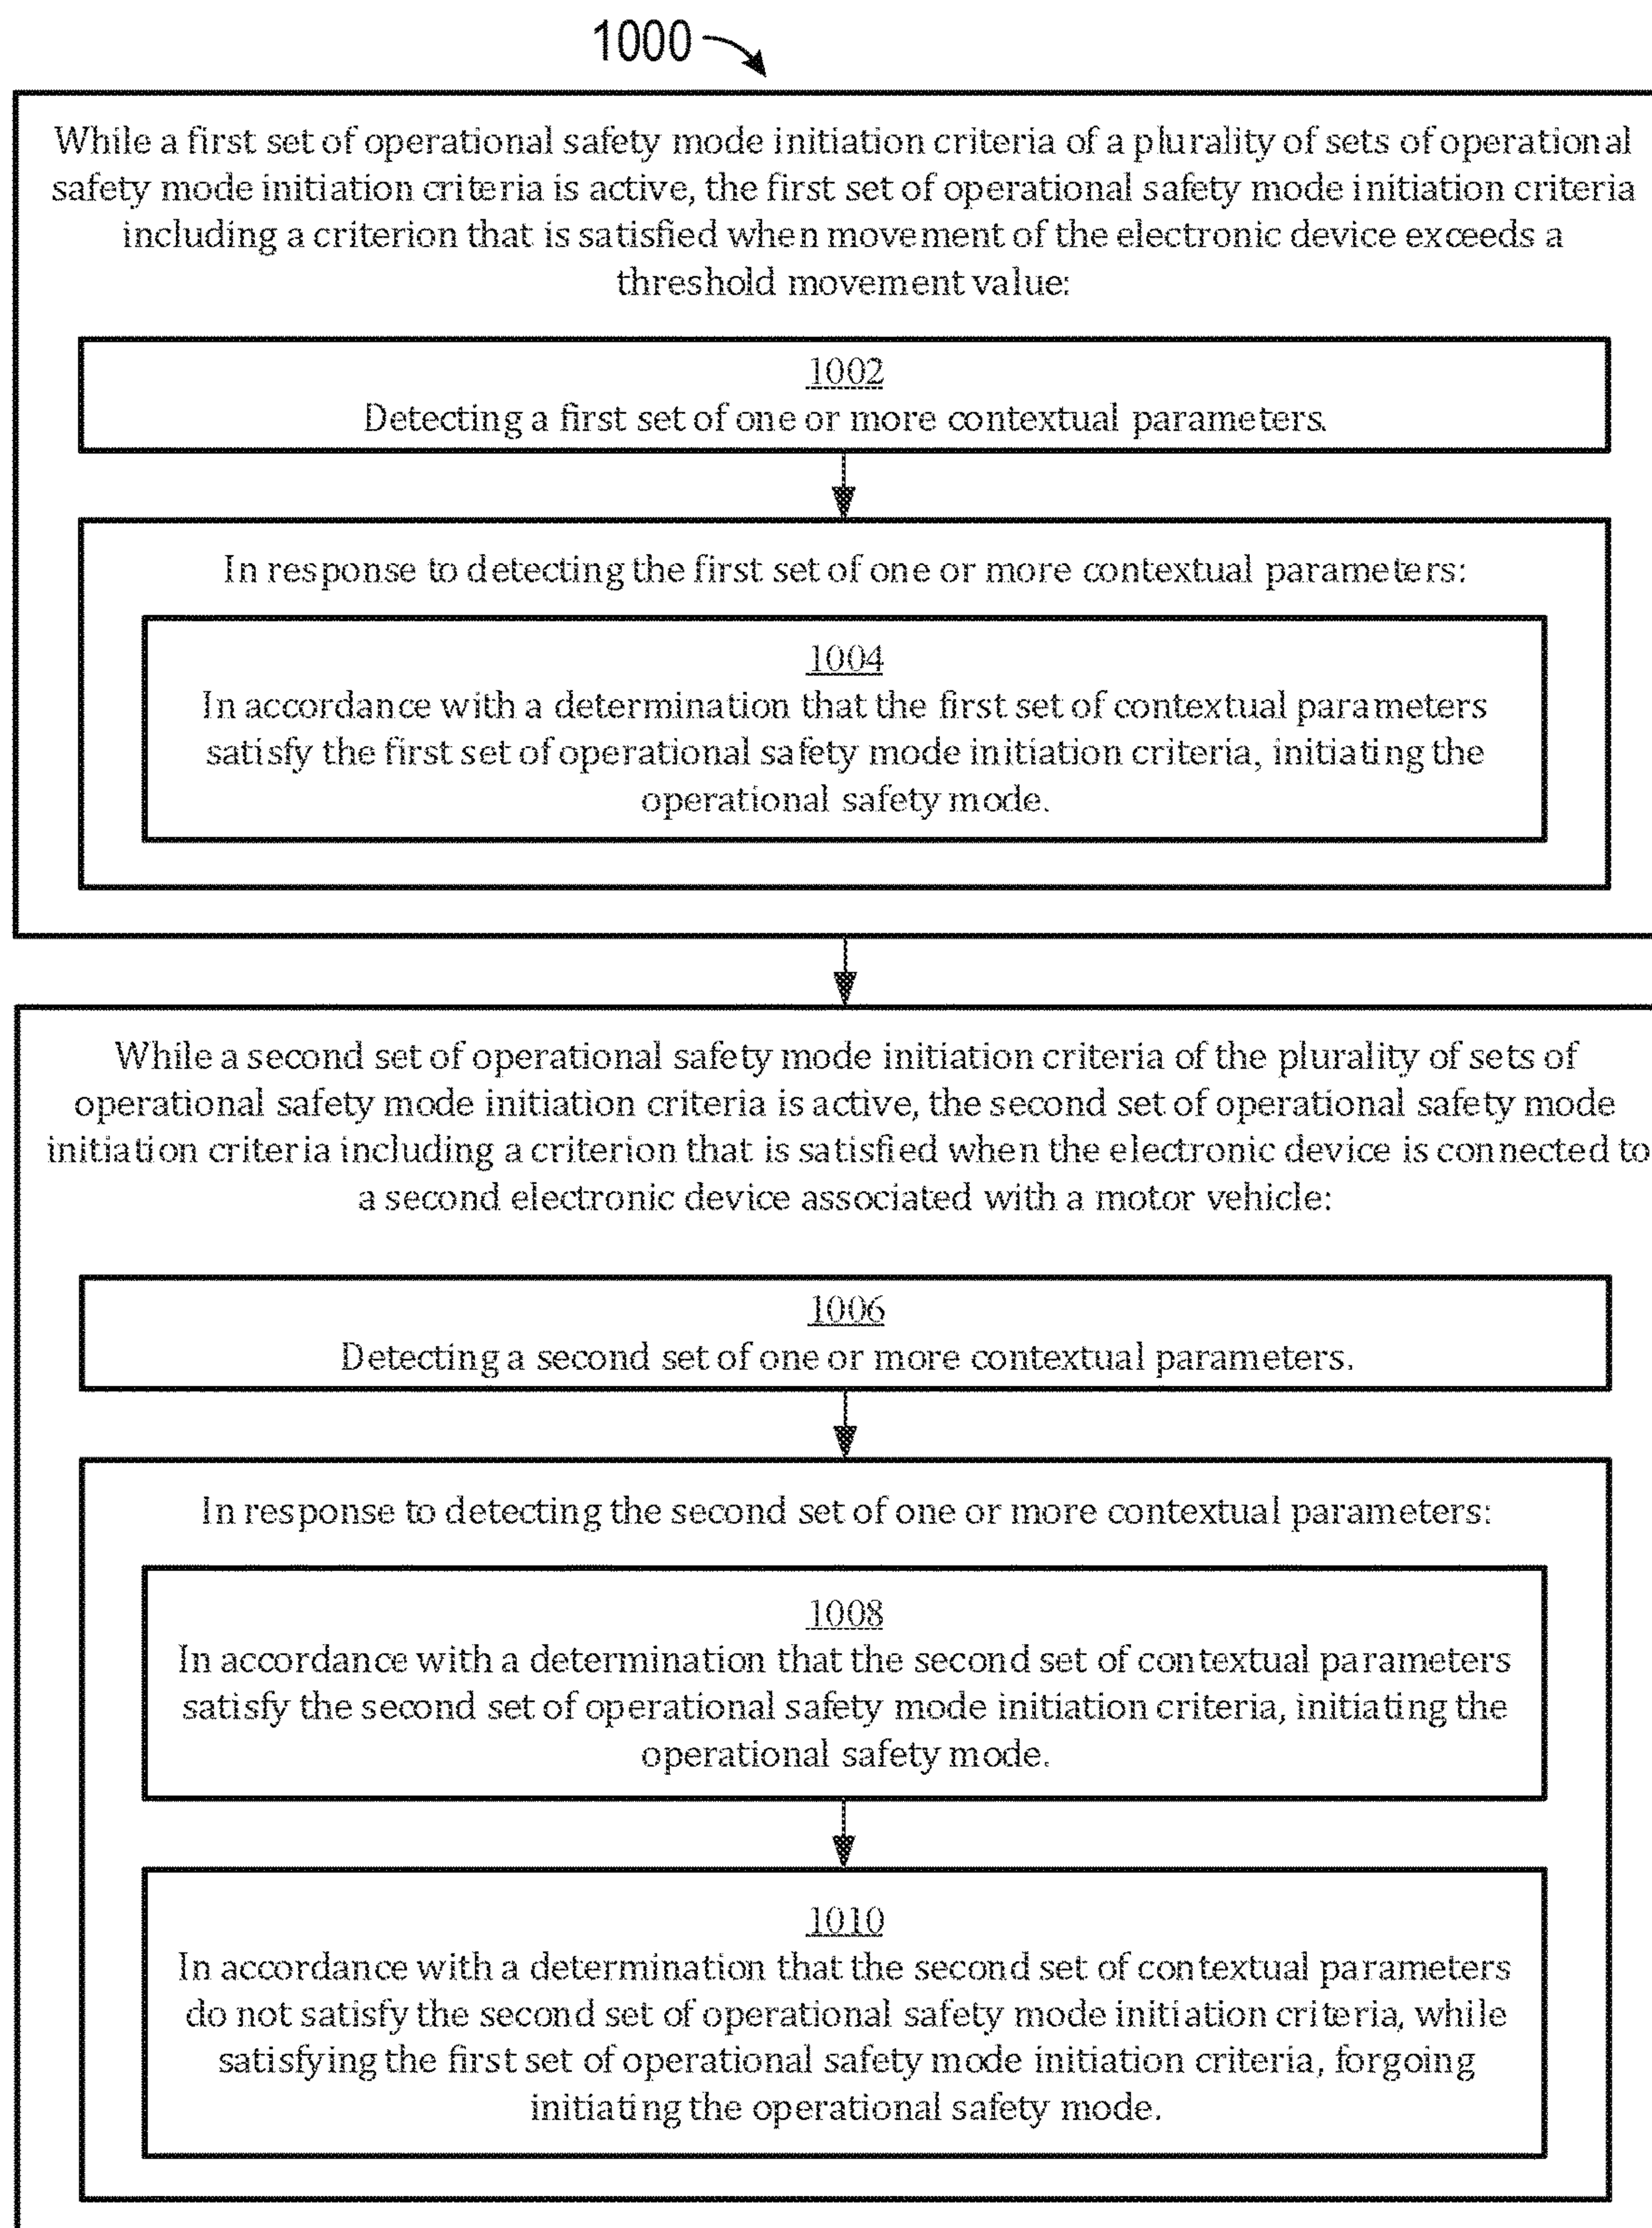 1000
While a first set of operational safety mode initiation criteria of a plurality of sets of operational
safety mode initiation criteria is active, the first set of operational safety mode initiation criteria
including a criterion that is satisfied when movement of the electronic device exceeds a
threshold movement value:
1002
Detecting a first set of one or more contextual parameters.
In response to detecting the first set of one or more contextual parameters:
1004
In accordance with a determination that the first set of contextual parameters
satisfy the first set of operational safety mode initiation criteria, initiating the
operational safety mode.
While a second set of operational safety mode initiation criteria of the plurality of sets of
operational safety mode initiation criteria is active, the second set of operational safety mode
initiation criteria including a criterion that is satisfied when the electronic device is connected to
a second electronic device associated with a motor vehicle:
1006
Detecting a second set of one or more contextual parameters.
In response to detecting the second set of one or more contextual parameters:
1008
In accordance with a determination that the second set of contextual parameters
satisfy the second set of operational safety mode initiation criteria, initiating the
operational safety mode.
1010
In accordance with a determination that the second set of contextual parameters
do not satisfy the second set of operational safety mode initiation criteria, while
satisfying the first set of operational safety mode initiation criteria, forgoing
initiating the operational safety mode.